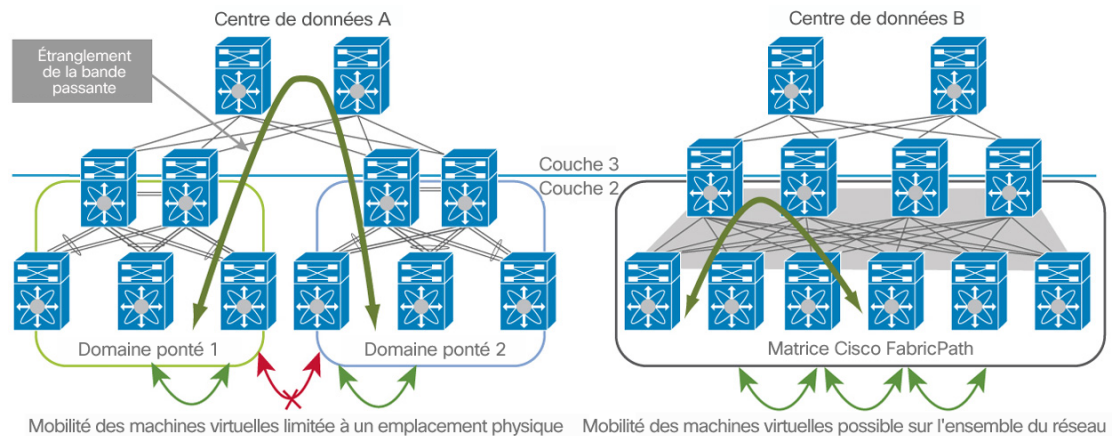 Centre de données A
Centre de données B
Étranglement
de la bande
passante
Couche 3
Couche 2
Domaine ponté 1
Domaine ponté 2
Matrice Cisco FabricPath
Mobilité des machines virtuelles limitée à un emplacement physique
Mobilité des machines virtuelles possible sur l'ensemble du réseau